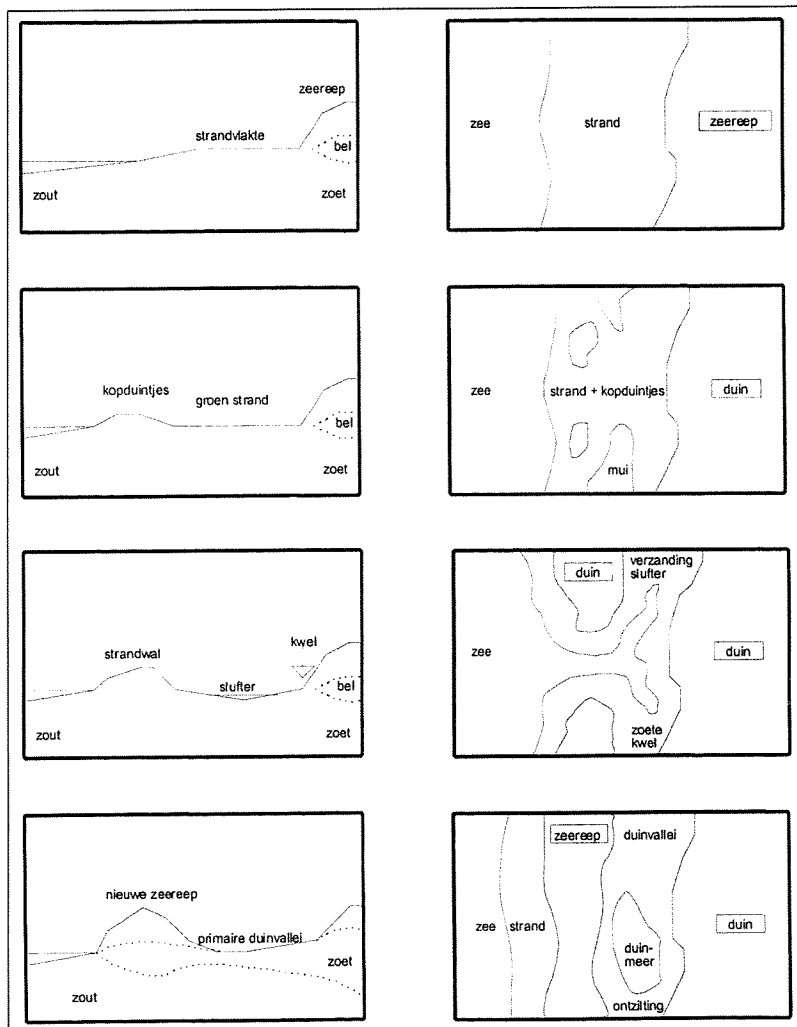 zeereep
strandvlakte
bel
zout
zoet
zee
strand
zeereep
kopduintjes
groen strand
bel
zout
zoet
zee
strand + kopduintjes
duin
mui
strandwal
slufter
kwel
bel
zout
zoet
duin
verzanding
slufter
zee
duin
zoete
kwel
nieuwe zeereep
primaire duinvallei
zoet
zout
zeereep
duinvallei
zee
strand
duin
duin-
meer
ontzilting